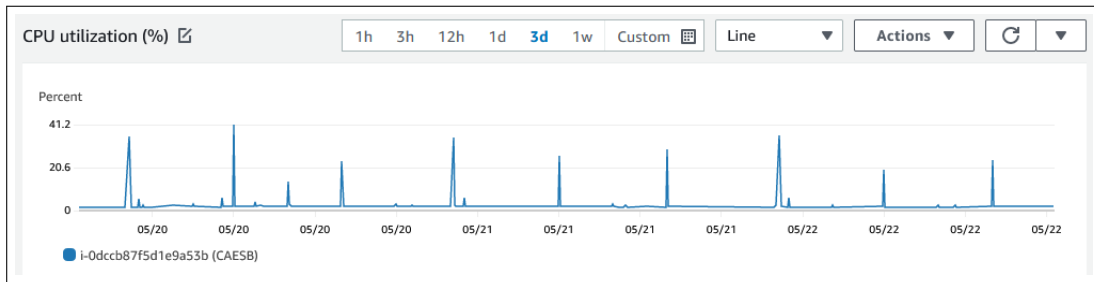 CPU utilization (%) 1h 3h 12h 1d 3d 1w Custom Line Actions
Percent
41.2
20.6
0
05/20 05/20 05/20 05/20 05/21 05/21 05/21 05/21 05/22 05/22 05/22 05/22
i-0dccb87f5d1e9a53b (CAESB)